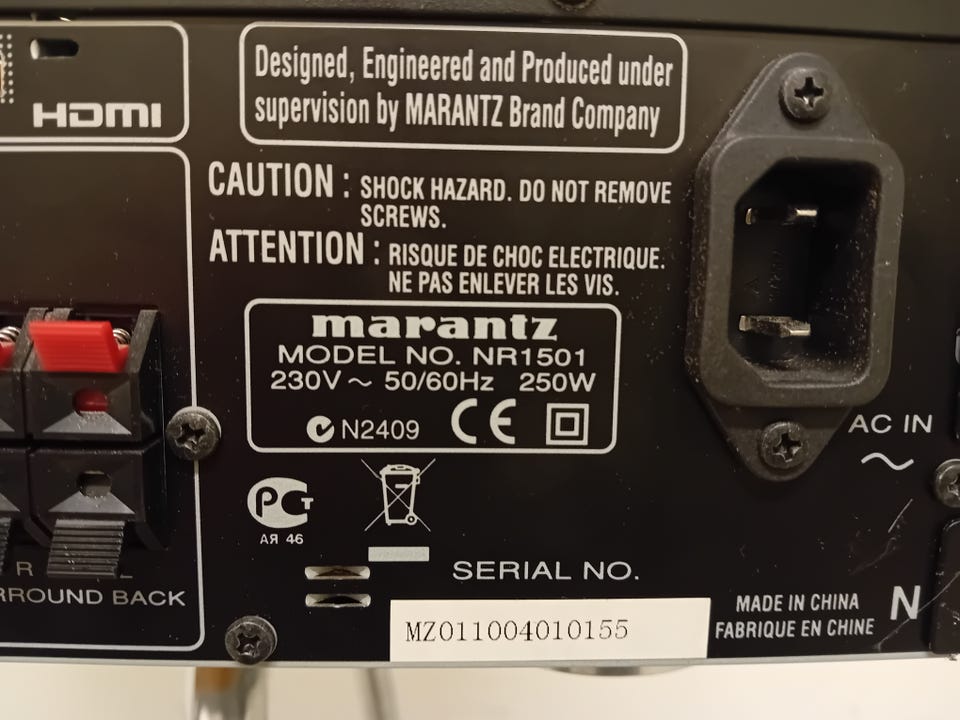 HDMI
Designed, Engineered and Produced under
supervision by MARANTZ Brand Company
CAUTION : SHOCK HAZARD. DO NOT REMOVE
SCREWS.
ATTENTION : RISQUE DE CHOC ELECTRIQUE.
NE PAS ENLEVER LES VIS.
marantz
MODEL NO. NR1501
230V ~ 50/60Hz 250W
N2409 CE
AC IN
~
PCT
АЯ 46
SERIAL NO.
R L
RROUND BACK
MZ011004010155
MADE IN CHINA
FABRIQUE EN CHINE
N